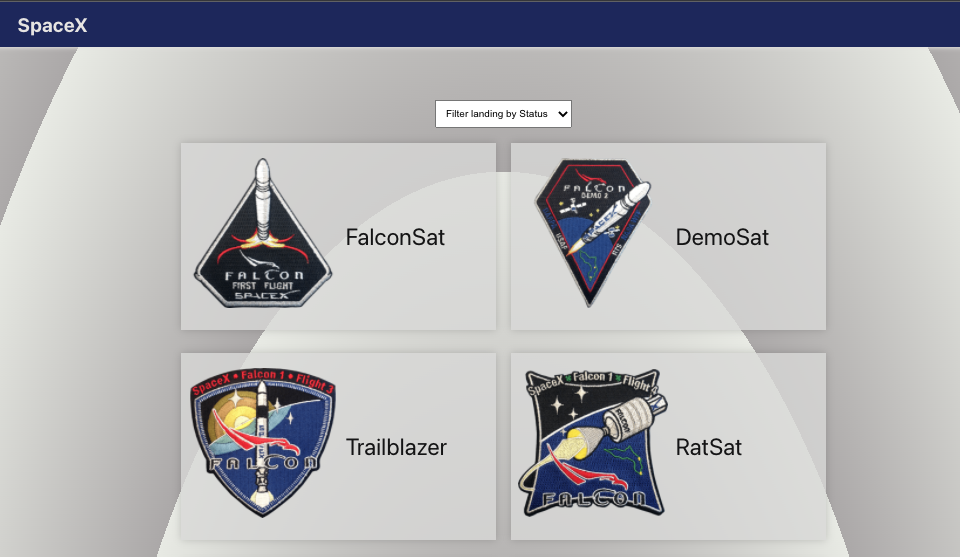 SpaceX
Filter landing by Status
FALCON
FIRST FLIGHT
SPACEX
FalconSat
FALCON
DEMO 2
DemoSat
SpaceX • Falcon 1 • Flight 3
FALCON
Trailblazer
SpaceX Falcon 1 Flight 4
FALCON
RatSat